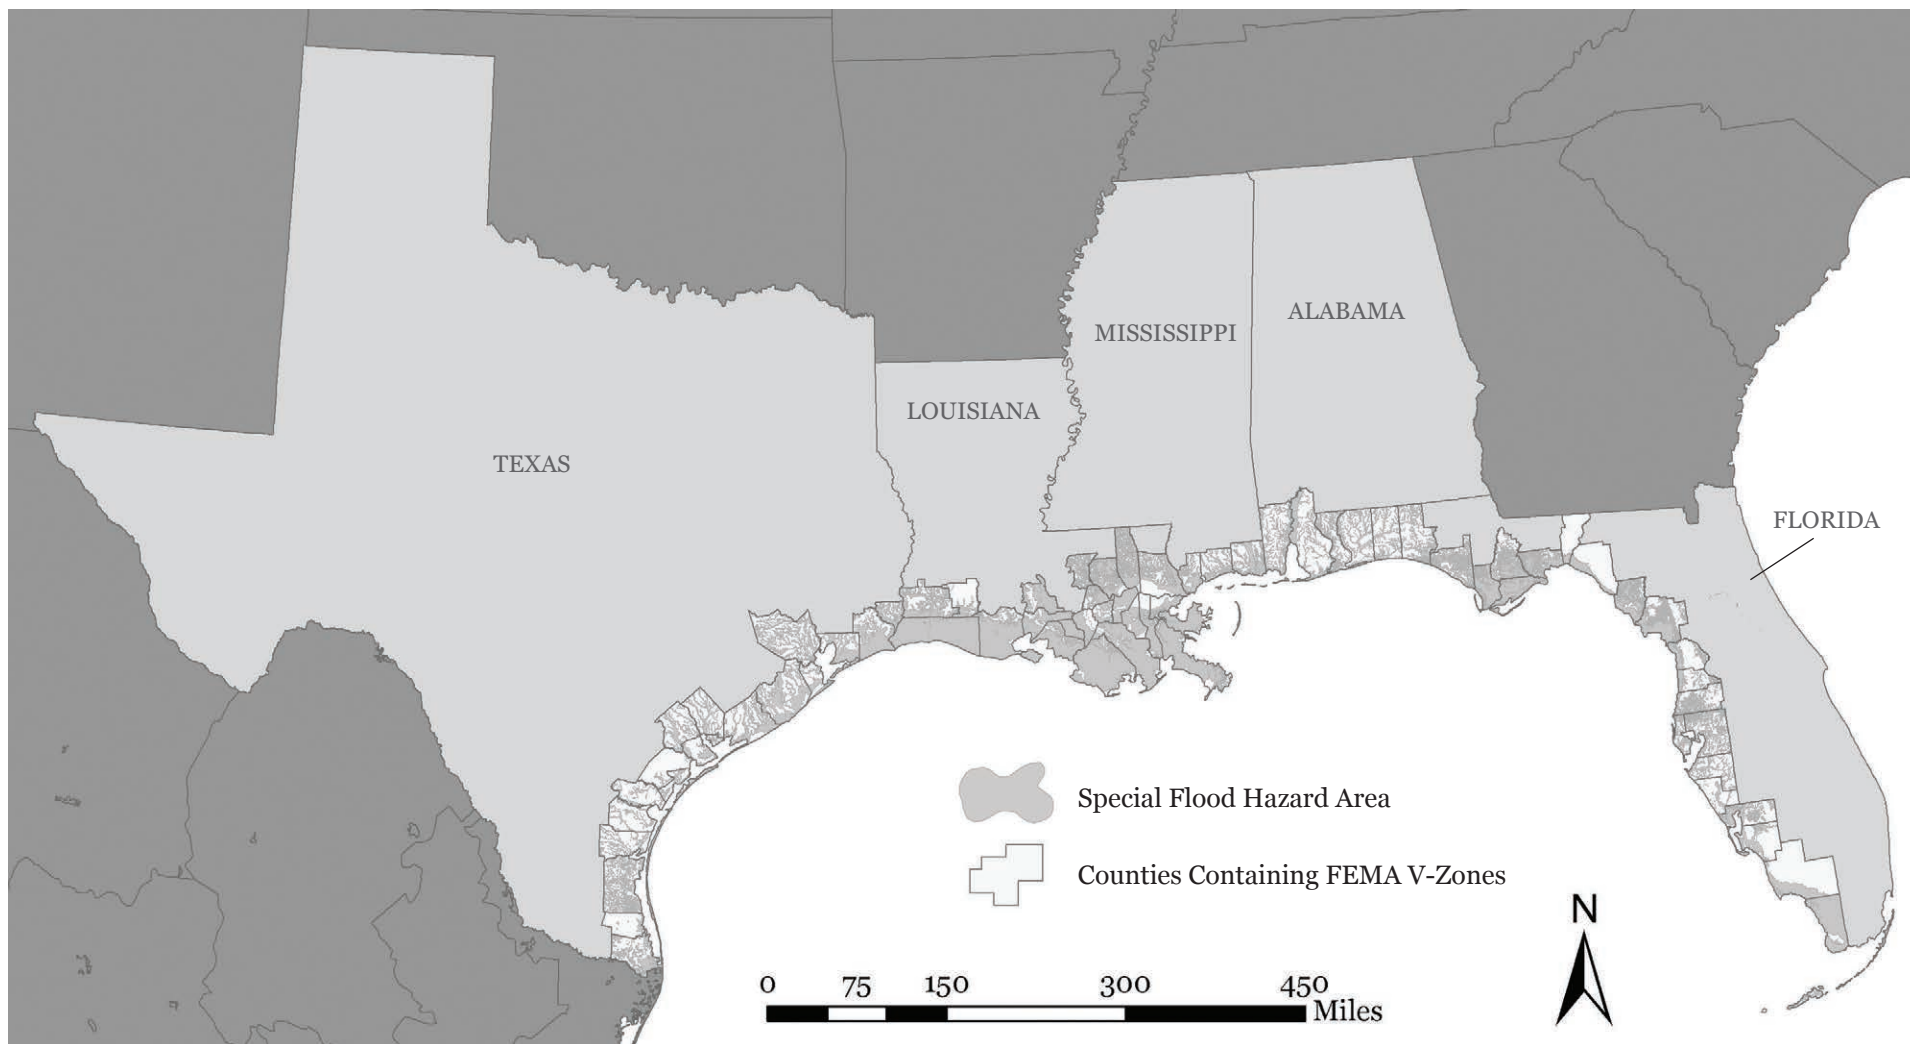 ALABAMA
MISSISSIPPI
LOUISIANA
TEXAS
FLORIDA
Special Flood Hazard Area
Counties Containing FEMA V-Zones
N
0 75 150 300 450
Miles